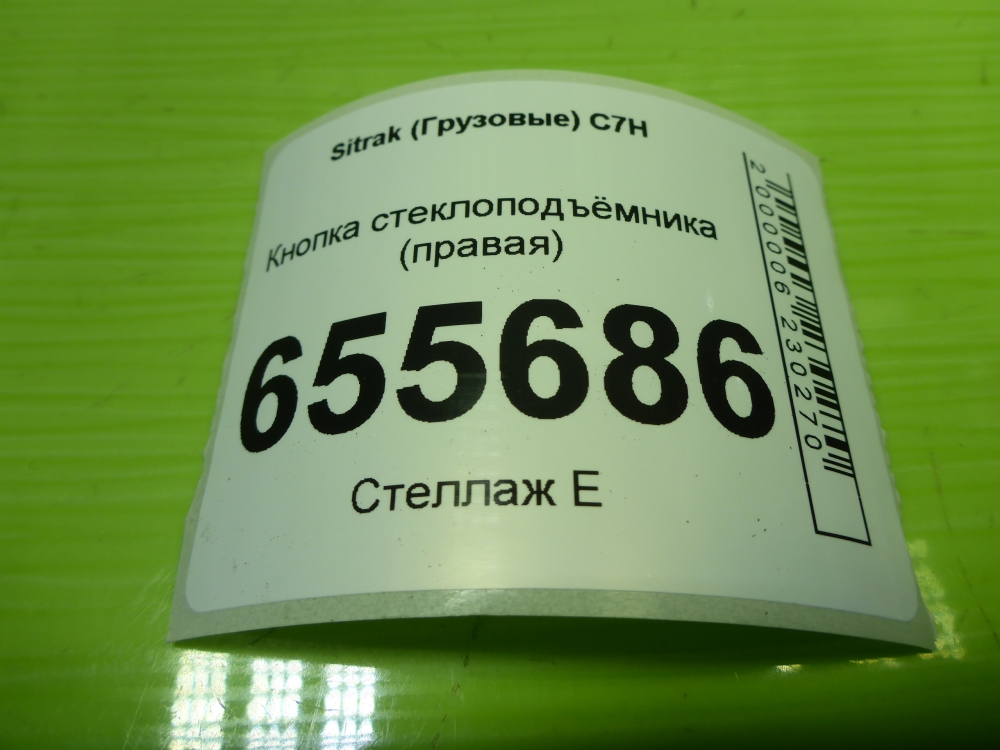 Sitrak (Грузовые) C7H
Кнопка стеклоподъёмника
(правая)
655686
Стеллаж Е
2000006230270